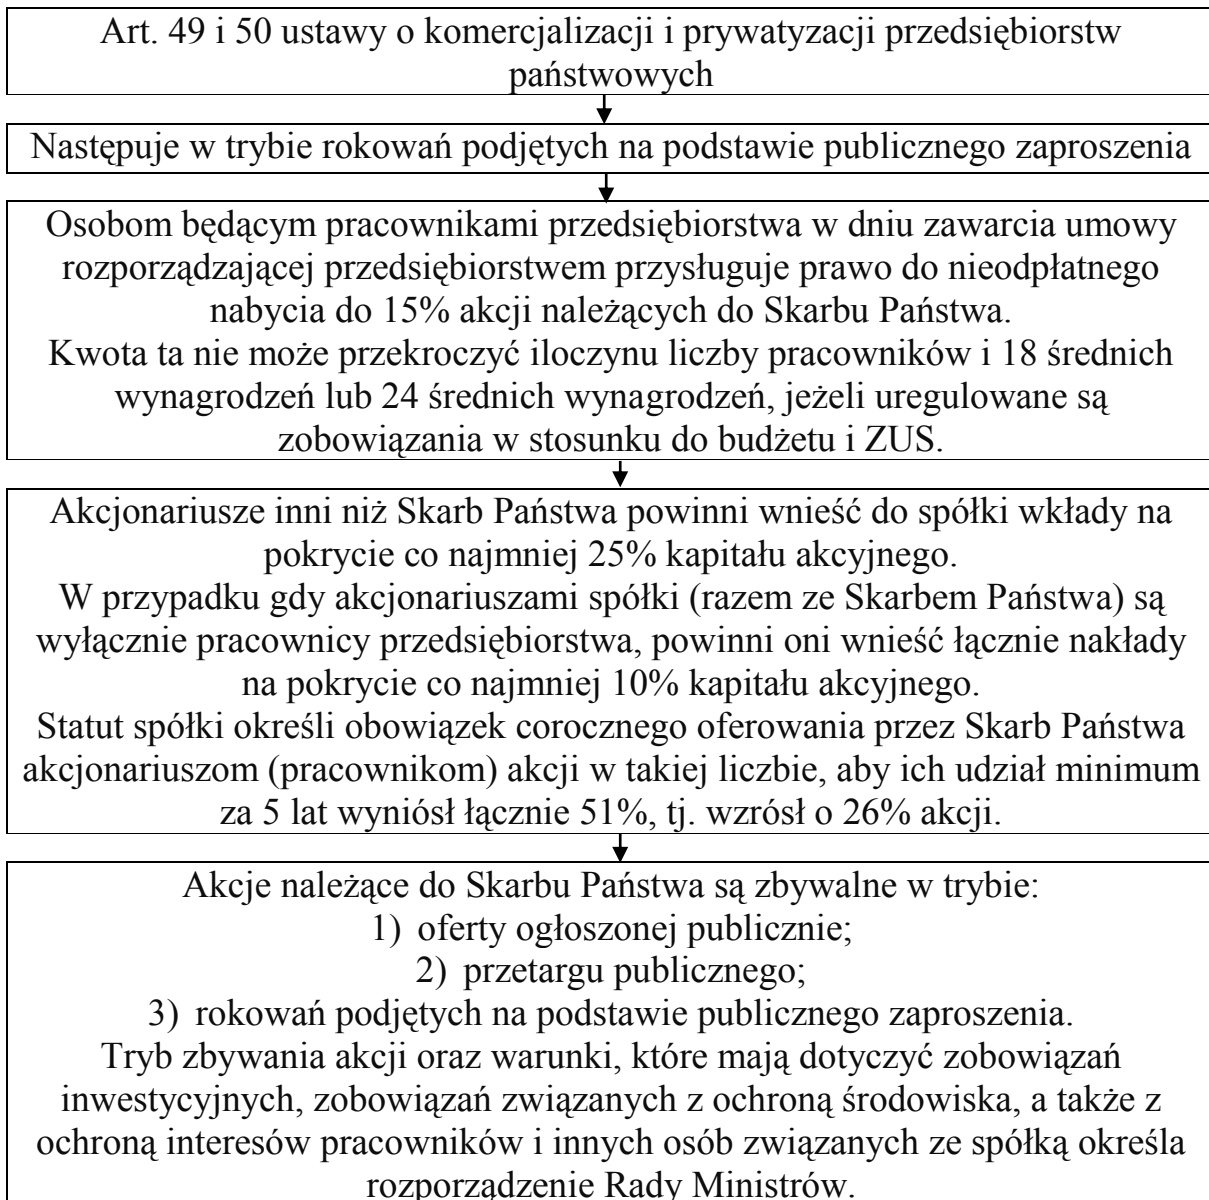 Art. 49 i 50 ustawy o komercjalizacji i prywatyzacji przedsiębiorstw
państwowych
Następuje w trybie rokowań podjętych na podstawie publicznego zaproszenia
Osobom będącym pracownikami przedsiębiorstwa w dniu zawarcia umowy
rozporządzającej przedsiębiorstwem przysługuje prawo do nieodpłatnego
nabycia do 15% akcji należących do Skarbu Państwa.
Kwota ta nie może przekroczyć iloczynu liczby pracowników i 18 średnich
wynagrodzeń lub 24 średnich wynagrodzeń, jeżeli uregulowane są
zobowiązania w stosunku do budżetu i ZUS.
Akcjonariusze inni niż Skarb Państwa powinni wnieść do spółki wkłady na
pokrycie co najmniej 25% kapitału akcyjnego.
W przypadku gdy akcjonariuszami spółki (razem ze Skarbem Państwa) są
wyłącznie pracownicy przedsiębiorstwa, powinni oni wnieść łącznie nakłady
na pokrycie co najmniej 10% kapitału akcyjnego.
Statut spółki określi obowiązek corocznego oferowania przez Skarb Państwa
akcjonariuszom (pracownikom) akcji w takiej liczbie, aby ich udział minimum
za 5 lat wyniósł łącznie 51%, tj. wzrósł o 26% akcji.
Akcje należące do Skarbu Państwa są zbywalne w trybie:
1) oferty ogłoszonej publicznie;
2) przetargu publicznego;
3) rokowań podjętych na podstawie publicznego zaproszenia.
Tryb zbywania akcji oraz warunki, które mają dotyczyć zobowiązań
inwestycyjnych, zobowiązań związanych z ochroną środowiska, a także z
ochroną interesów pracowników i innych osób związanych ze spółką określa
rozporządzenie Rady Ministrów.